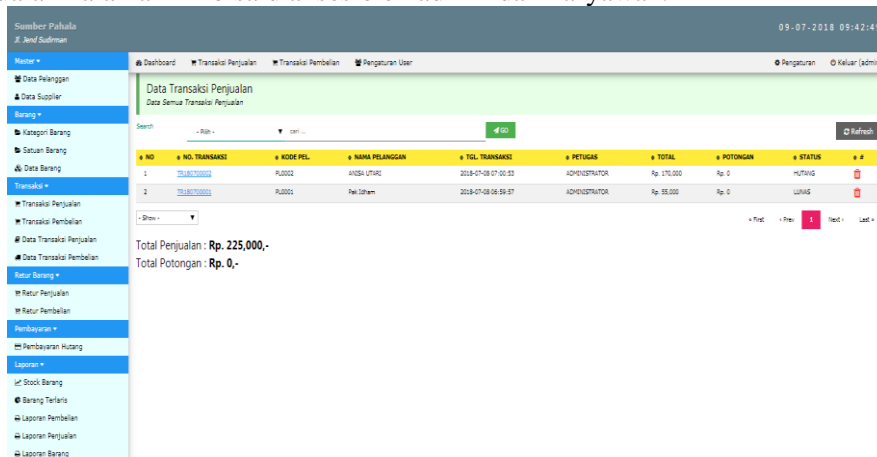 Sumber Pahala
Jl. Jend Sudirman
09-07-2018 09:42:4
Master
Data Pelanggan
Data Supplier
Barang
Kategori Barang
Satuan Barang
Data Barang
Transaksi
Transaksi Penjualan
Transaksi Pembelian
Data Transaksi Penjualan
Data Transaksi Pembelian
Retur Barang
Retur Penjualan
Retur Pembelian
Pembayaran
Pembayaran Hutang
Laporan
Stock Barang
Barang Terlaris
Laporan Pembelian
Laporan Penjualan
Laporan Barang
Dashboard Transaksi Penjualan Transaksi Pembelian Pengaturan User Pengaturan Keluar (admi
Data Transaksi Penjualan
Data Semua Transaksi Penjualan
Search - Pilih - cari ... GO Refresh
NO NO. TRANSAKSI KODE PEL. NAMA PELANGGAN TGL. TRANSAKSI PETUGAS TOTAL POTONGAN STATUS #
1 TR180700002 PL0002 ANISA UTARI 2018-07-08 07:00:53 ADMINISTRATOR Rp. 170,000 Rp. 0 HUTANG
2 TR180700001 PL0001 Pak Idham 2018-07-08 06:59:57 ADMINISTRATOR Rp. 55,000 Rp. 0 LUNAS
- Show - « First ‹ Prev 1 Next › Last »
Total Penjualan : Rp. 225,000,-
Total Potongan : Rp. 0,-